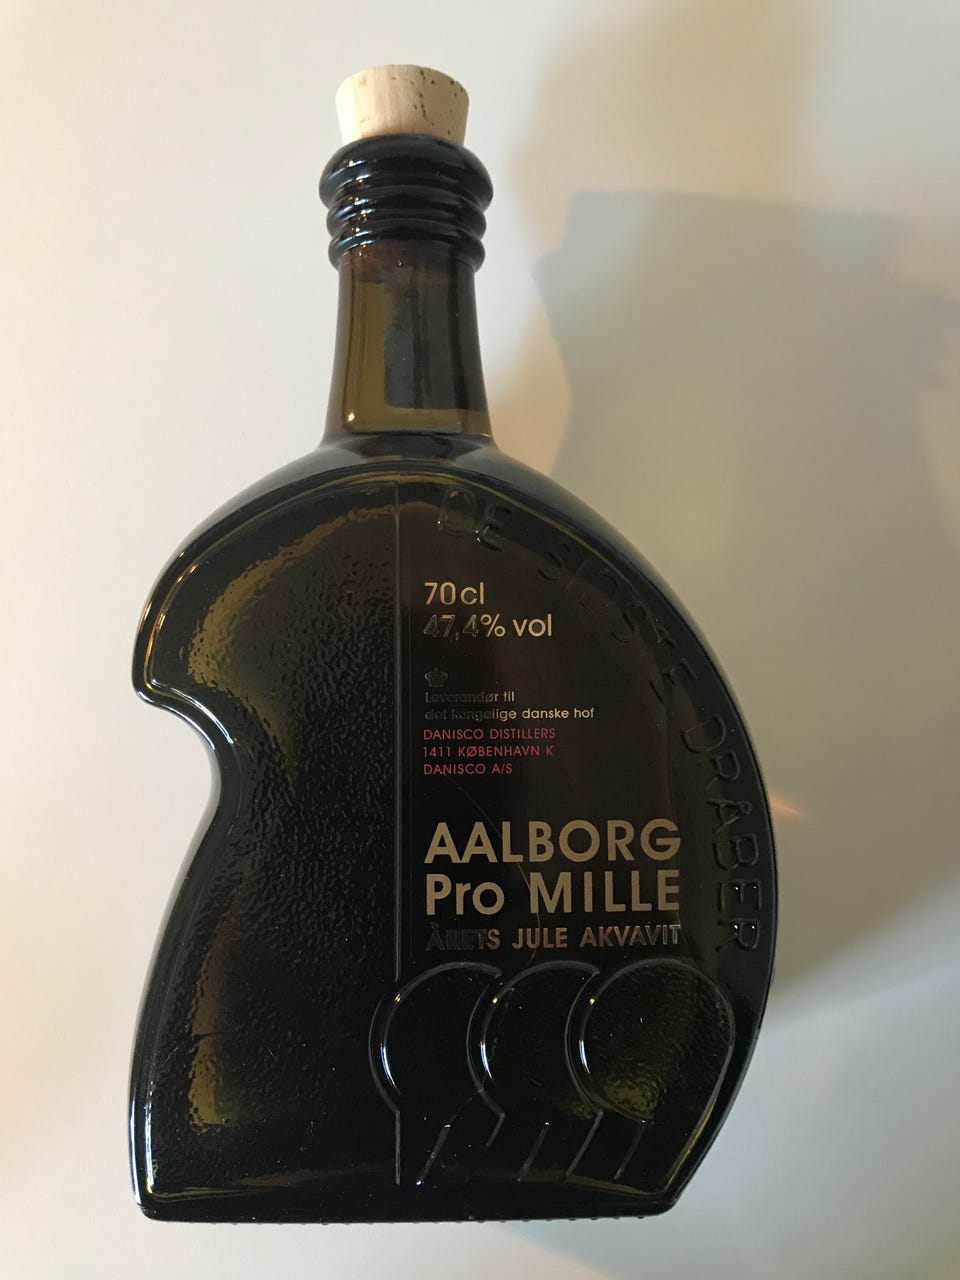 DE SIDSTE DRÅBER
70cl
47,4% vol
Leverandør til
det kongelige danske hof
DANISCO DISTILLERS
1411 KØBENHAVN K
DANISCO A/S
AALBORG
Pro MILLE
ÅRETS JULE AKVAVIT